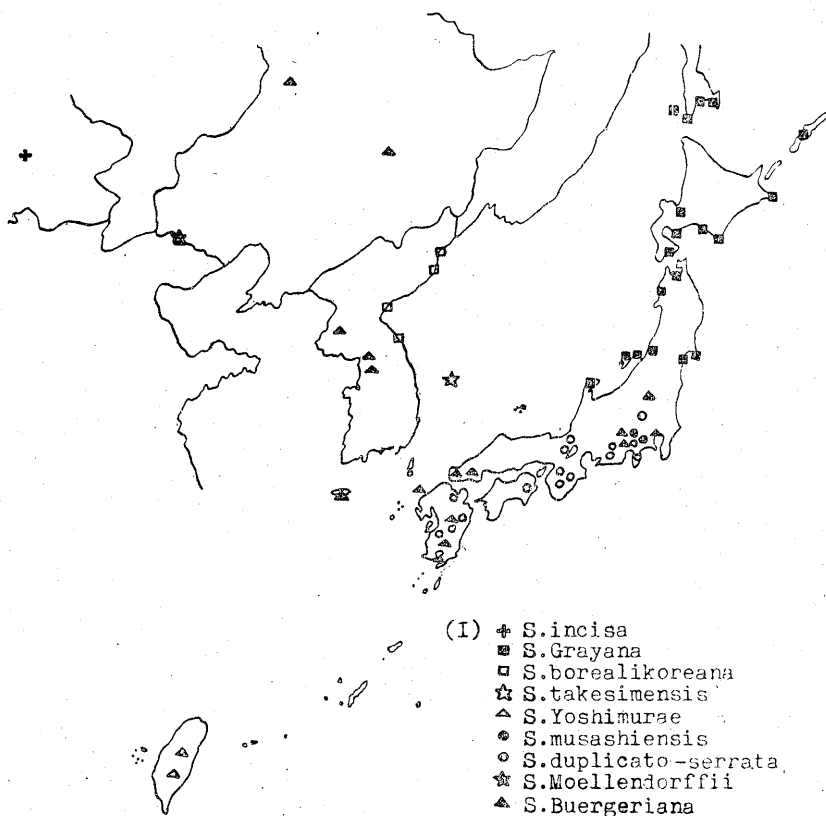 (I) S.incisa
S.Grayana
S.borealikoreana
S.takesimensis
S.Yoshimurae
S.musashiensis
S.duplicato-serrata
S.Moellendorffii
S.Buergeriana